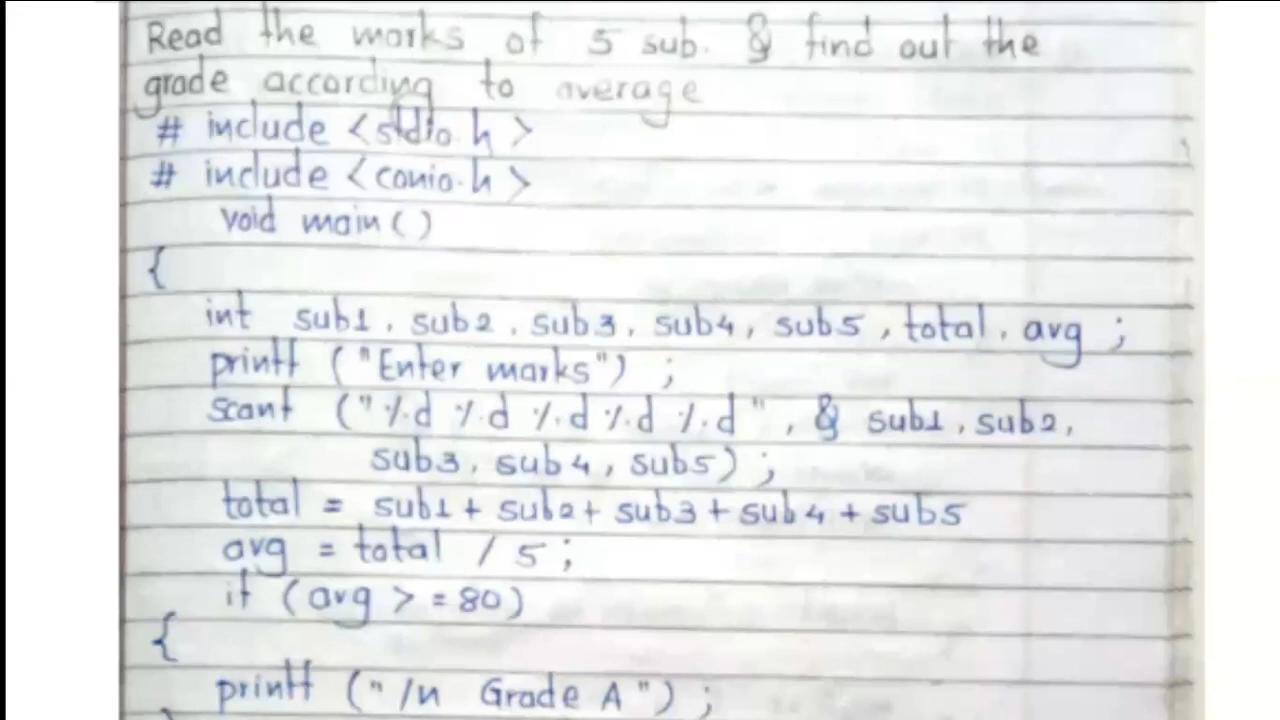 Read the marks of 5 sub. & find out the
grade according to average
# include <stdio.h>
# include <conio.h>
void main()
{
int sub1, sub2, sub3, sub4, sub5, total, avg ;
printf ("Enter marks") ;
scanf ("%d %d %d %d %d", & sub1, sub2,
sub3, sub4, sub5) ;
total = sub1 + sub2 + sub3 + sub4 + sub5
avg = total / 5 ;
if (avg > = 80)
{
printf (" /n Grade A") ;